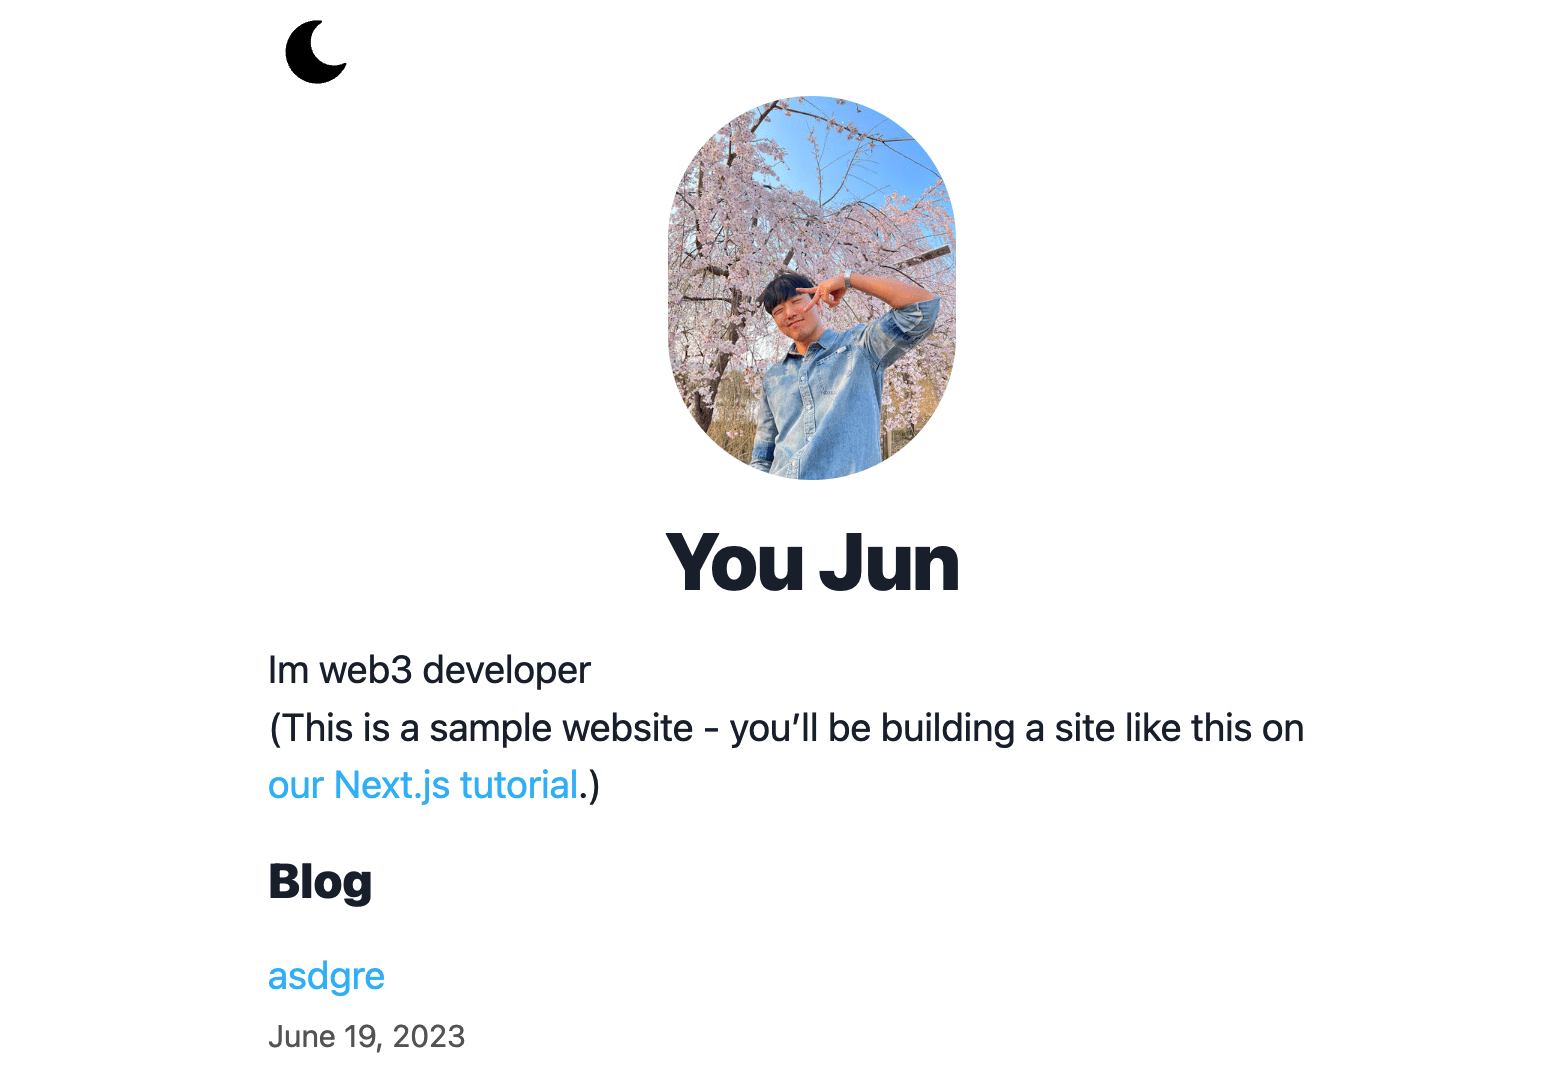 You Jun
Im web3 developer
(This is a sample website - you’ll be building a site like this on
our Next.js tutorial.)
Blog
asdgre
June 19, 2023